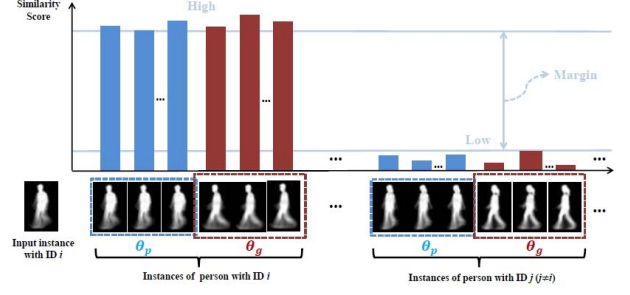 Similarity
Score
High
Margin
Low
...
...
...
...
...
...
...
...
Input instance
with ID i
θp
θg
θp
θg
Instances of person with ID i
Instances of person with ID j (j≠i)